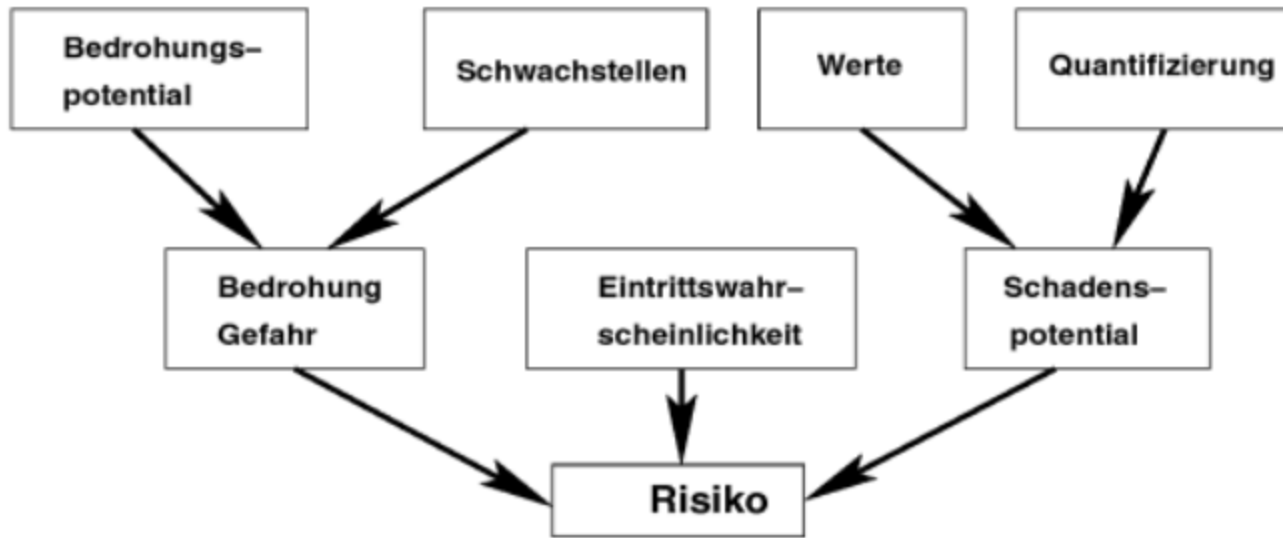 Bedrohungs–
potential
Schwachstellen
Werte
Quantifizierung
Bedrohung
Gefahr
Eintrittswahr–
scheinlichkeit
Schadens–
potential
Risiko